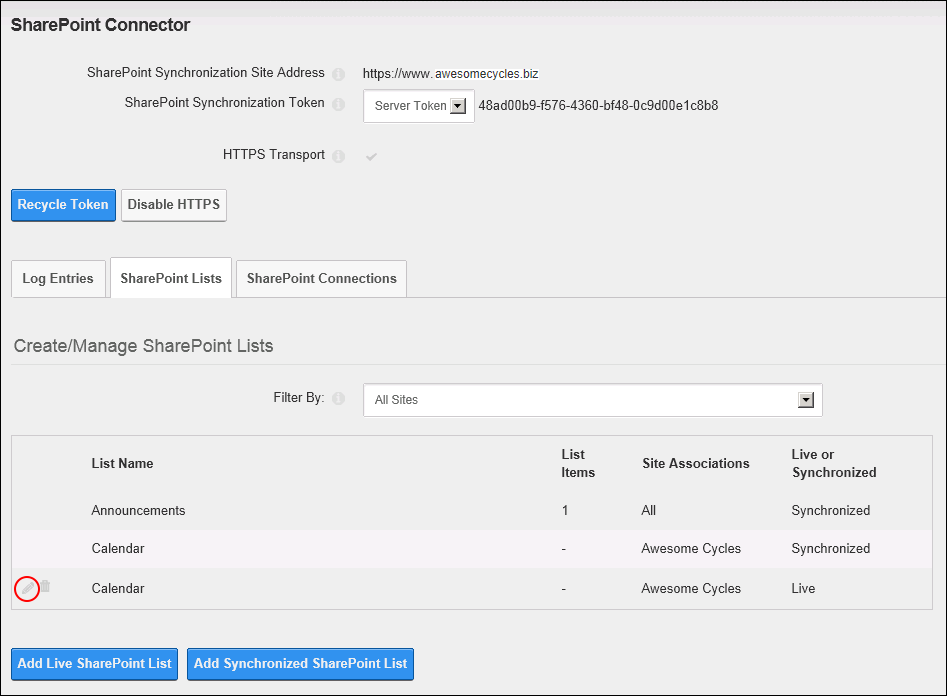 SharePoint Connector
SharePoint Synchronization Site Address https://www.awesomecycles.biz
SharePoint Synchronization Token Server Token 48ad00b9-f576-4360-bf48-0c9d00e1c8b8
HTTPS Transport
Recycle Token Disable HTTPS
Log Entries SharePoint Lists SharePoint Connections
Create/Manage SharePoint Lists
Filter By: All Sites
List Name List Items Site Associations Live or Synchronized
Announcements 1 All Synchronized
Calendar - Awesome Cycles Synchronized
Calendar - Awesome Cycles Live
Add Live SharePoint List Add Synchronized SharePoint List